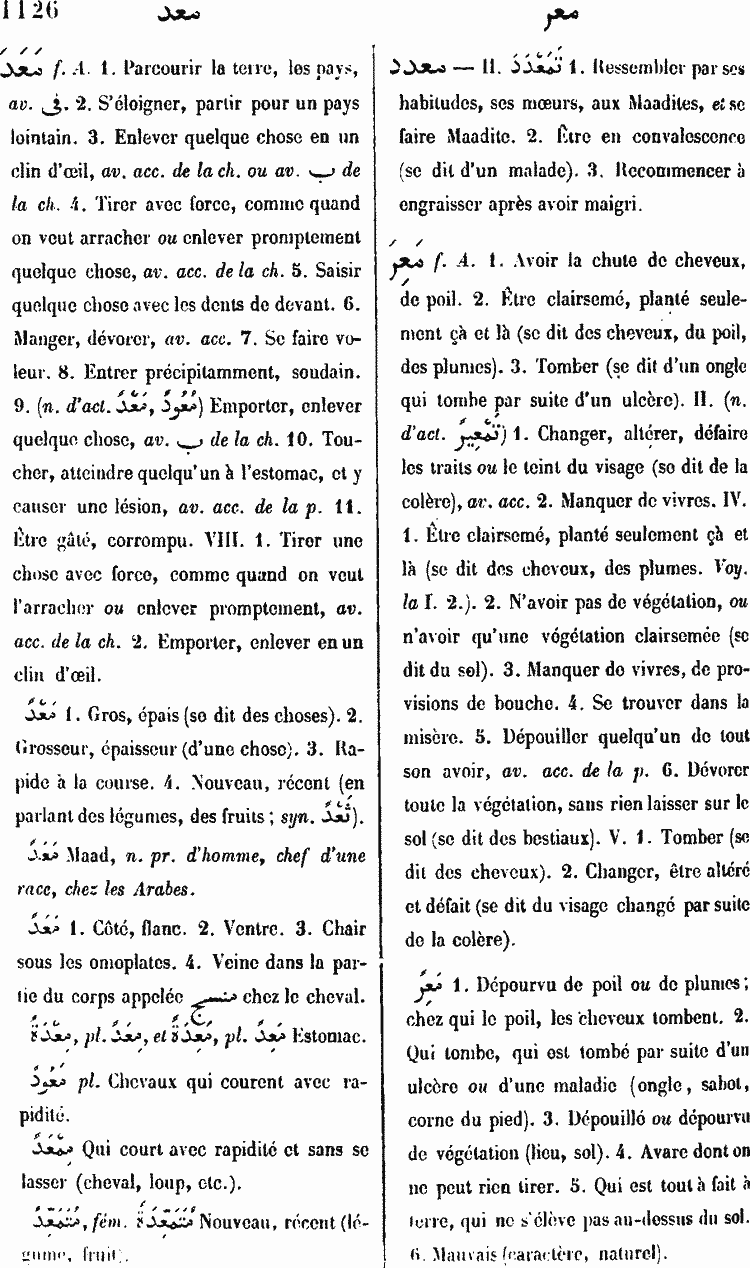 1126 معد معر
مَعَدَ f. A. 1. Parcourir la terre, les pays,
av. فى. 2. S'éloigner, partir pour un pays
lointain. 3. Enlever quelque chose en un
clin d'œil, av. acc. de la ch. ou av. ب de
la ch. 4. Tirer avec force, comme quand
on veut arracher ou enlever promptement
quelque chose, av. acc. de la ch. 5. Saisir
quelque chose avec les dents de devant. 6.
Manger, dévorer, av. acc. 7. Se faire vo-
leur. 8. Entrer précipitamment, soudain.
9. (n. d'act. مَعْدٌ, مُعُودٌ) Emporter, enlever
quelque chose, av. ب de la ch. 10. Tou-
cher, atteindre quelqu'un à l'estomac, et y
causer une lésion, av. acc. de la p. 11.
Être gâté, corrompu. VIII. 1. Tirer une
chose avec force, comme quand on veut
l'arracher ou enlever promptement, av.
acc. de la ch. 2. Emporter, enlever en un
clin d'œil.
مَعْدٌ 1. Gros, épais (se dit des choses). 2.
Grosseur, épaisseur (d'une chose). 3. Ra-
pide à la course. 4. Nouveau, récent (en
parlant des légumes, des fruits; syn. ثَعْدٌ).
مَعَدٌّ Maad, n. pr. d'homme, chef d'une
race, chez les Arabes.
مَعَدٌّ 1. Côté, flanc. 2. Ventre. 3. Chair
sous les omoplates. 4. Veine dans la par-
tie du corps appelée منسج chez le cheval.
مَعِدَةٌ, pl. مَعِدٌ, et مِعْدَةٌ, pl. مِعَدٌ Estomac.
مُعُودٌ pl. Chevaux qui courent avec ra-
pidité.
Qui court avec rapidité et sans se
lasser (cheval, loup, etc.).
مُتَمَعْدِدٌ, fém. مُتَمَعْدِدَةٌ Nouveau, récent (lé-
gume, fruit).
معدد — II. تَمَعْدَدَ 1. Ressembler par ses
habitudes, ses mœurs, aux Maadites, et se
faire Maadite. 2. Être en convalescence
(se dit d'un malade). 3. Recommencer à
engraisser après avoir maigri.
مَعِرَ f. A. 1. Avoir la chute de cheveux,
de poil. 2. Être clairsemé, planté seule-
ment çà et là (se dit des cheveux, du poil,
des plumes). 3. Tomber (se dit d'un ongle
qui tombe par suite d'un ulcère). II. (n.
d'act. تَمْعِيرٌ) 1. Changer, altérer, défaire
les traits ou le teint du visage (se dit de la
colère), av. acc. 2. Manquer de vivres. IV.
1. Être clairsemé, planté seulement çà et
là (se dit des cheveux, des plumes. Voy.
la I. 2.). 2. N'avoir pas de végétation, ou
n'avoir qu'une végétation clairsemée (se
dit du sol). 3. Manquer de vivres, de pro-
visions de bouche. 4. Se trouver dans la
misère. 5. Dépouiller quelqu'un de tout
son avoir, av. acc. de la p. 6. Dévorer
toute la végétation, sans rien laisser sur le
sol (se dit des bestiaux). V. 1. Tomber (se
dit des cheveux). 2. Changer, être altéré
et défait (se dit du visage changé par suite
de la colère).
مَعِرٌ 1. Dépourvu de poil ou de plumes;
chez qui le poil, les cheveux tombent. 2.
Qui tombe, qui est tombé par suite d'un
ulcère ou d'une maladie (ongle, sabot,
corne du pied). 3. Dépouillé ou dépourvu
de végétation (lieu, sol). 4. Avare dont on
ne peut rien tirer. 5. Qui est tout à fait à
terre, qui ne s'élève pas au-dessus du sol.
6. Mauvais (caractère, naturel).